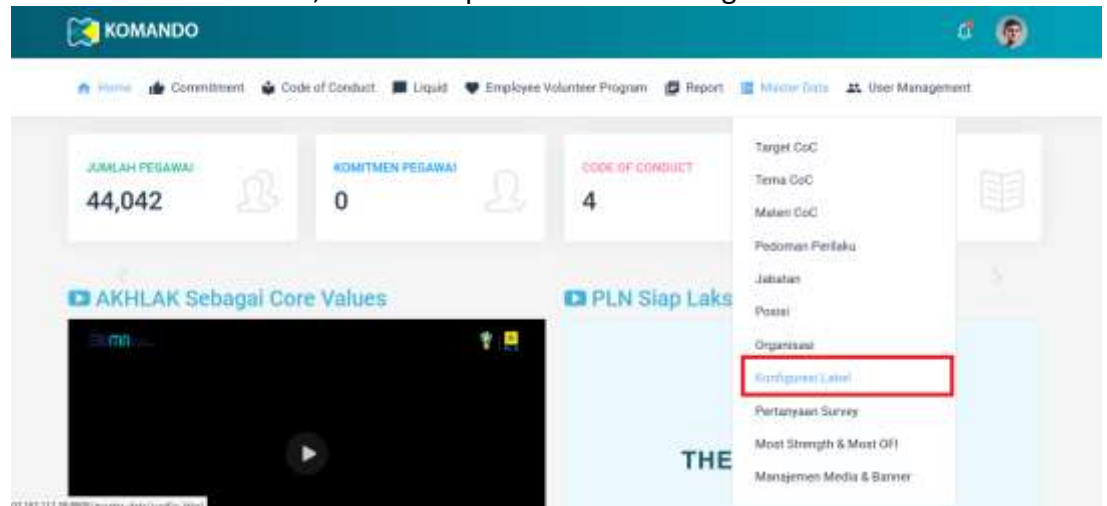 KOMANDO
Home Commitment Code of Conduct Liquid Employee Volunteer Program Report Master Data User Management
JUMLAH PEGAWAI
44,042
KOMITMEN PEGAWAI
0
CODE OF CONDUCT
4
Target CoC
Tema CoC
Materi CoC
Pedoman Perilaku
Jabatan
Posisi
Organisasi
Konfigurasi Label
Pertanyaan Survey
Most Strength & Most OFI
Manajemen Media & Banner
AKHLAK Sebagai Core Values
PLN Siap Laks
THE